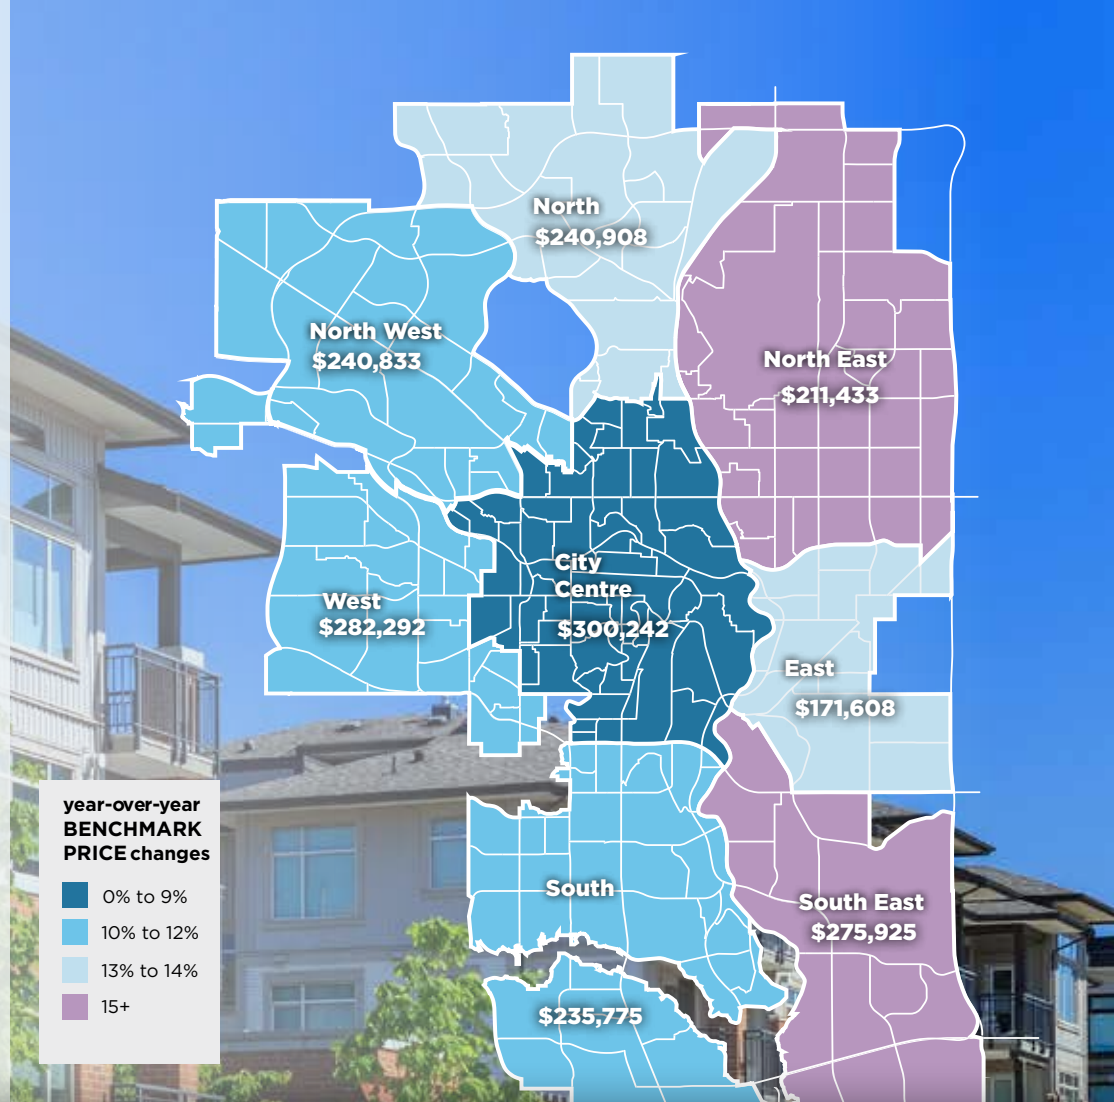 North
$240,908
North West
$240,833
North East
$211,433
City
Centre
$300,242
West
$282,292
East
$171,608
year-over-year
BENCHMARK
PRICE changes
0% to 9%
10% to 12%
13% to 14%
15+
South
$235,775
South East
$275,925